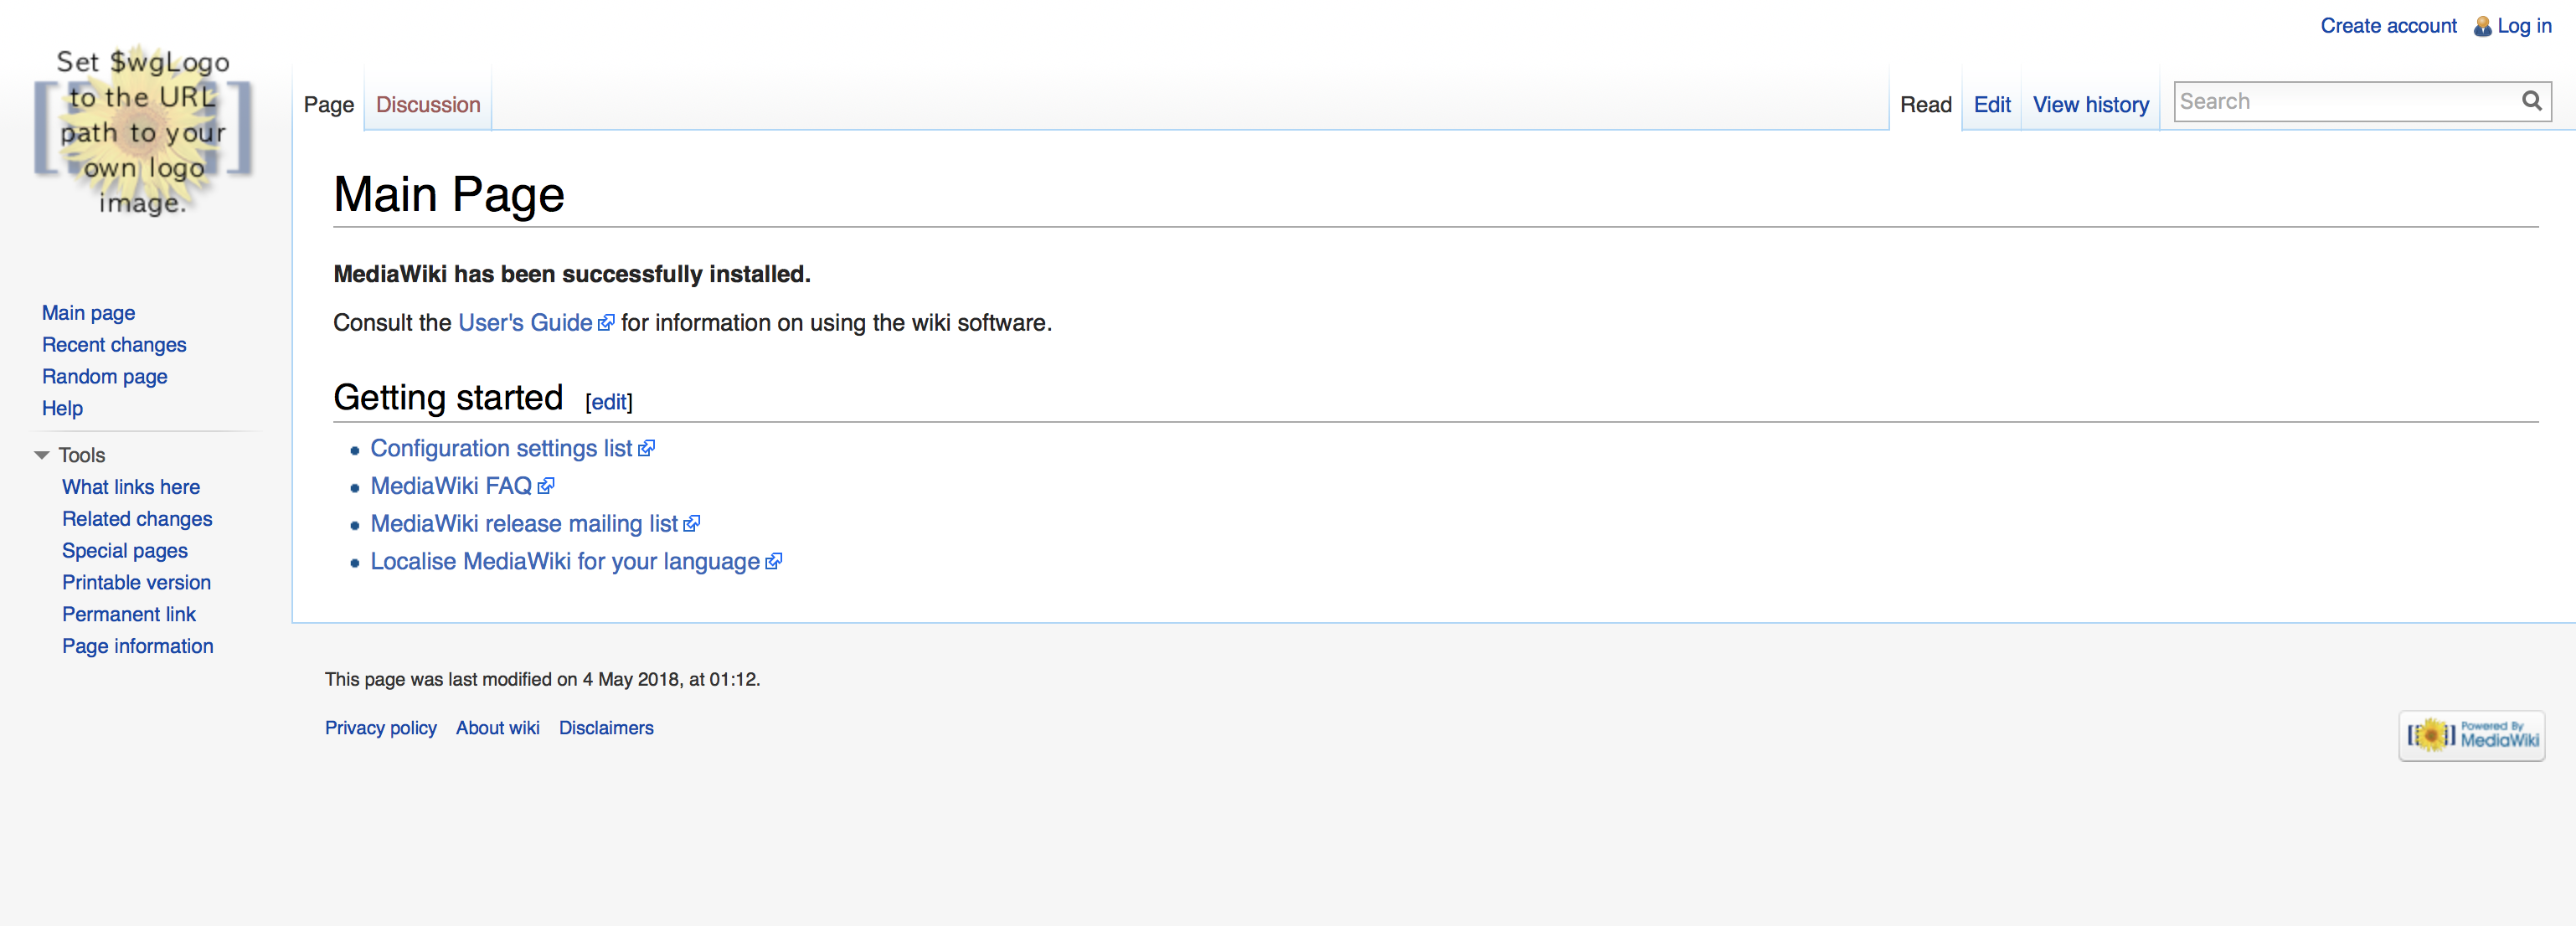 Create account Log in
Set $wgLogo
to the URL
path to your
own logo
image.
Page Discussion Read Edit View history Search
Main Page
MediaWiki has been successfully installed.
Consult the User's Guide for information on using the wiki software.
Getting started [edit]
Configuration settings list
MediaWiki FAQ
MediaWiki release mailing list
Localise MediaWiki for your language
Main page
Recent changes
Random page
Help
Tools
What links here
Related changes
Special pages
Printable version
Permanent link
Page information
This page was last modified on 4 May 2018, at 01:12.
Privacy policy About wiki Disclaimers
Powered By
MediaWiki